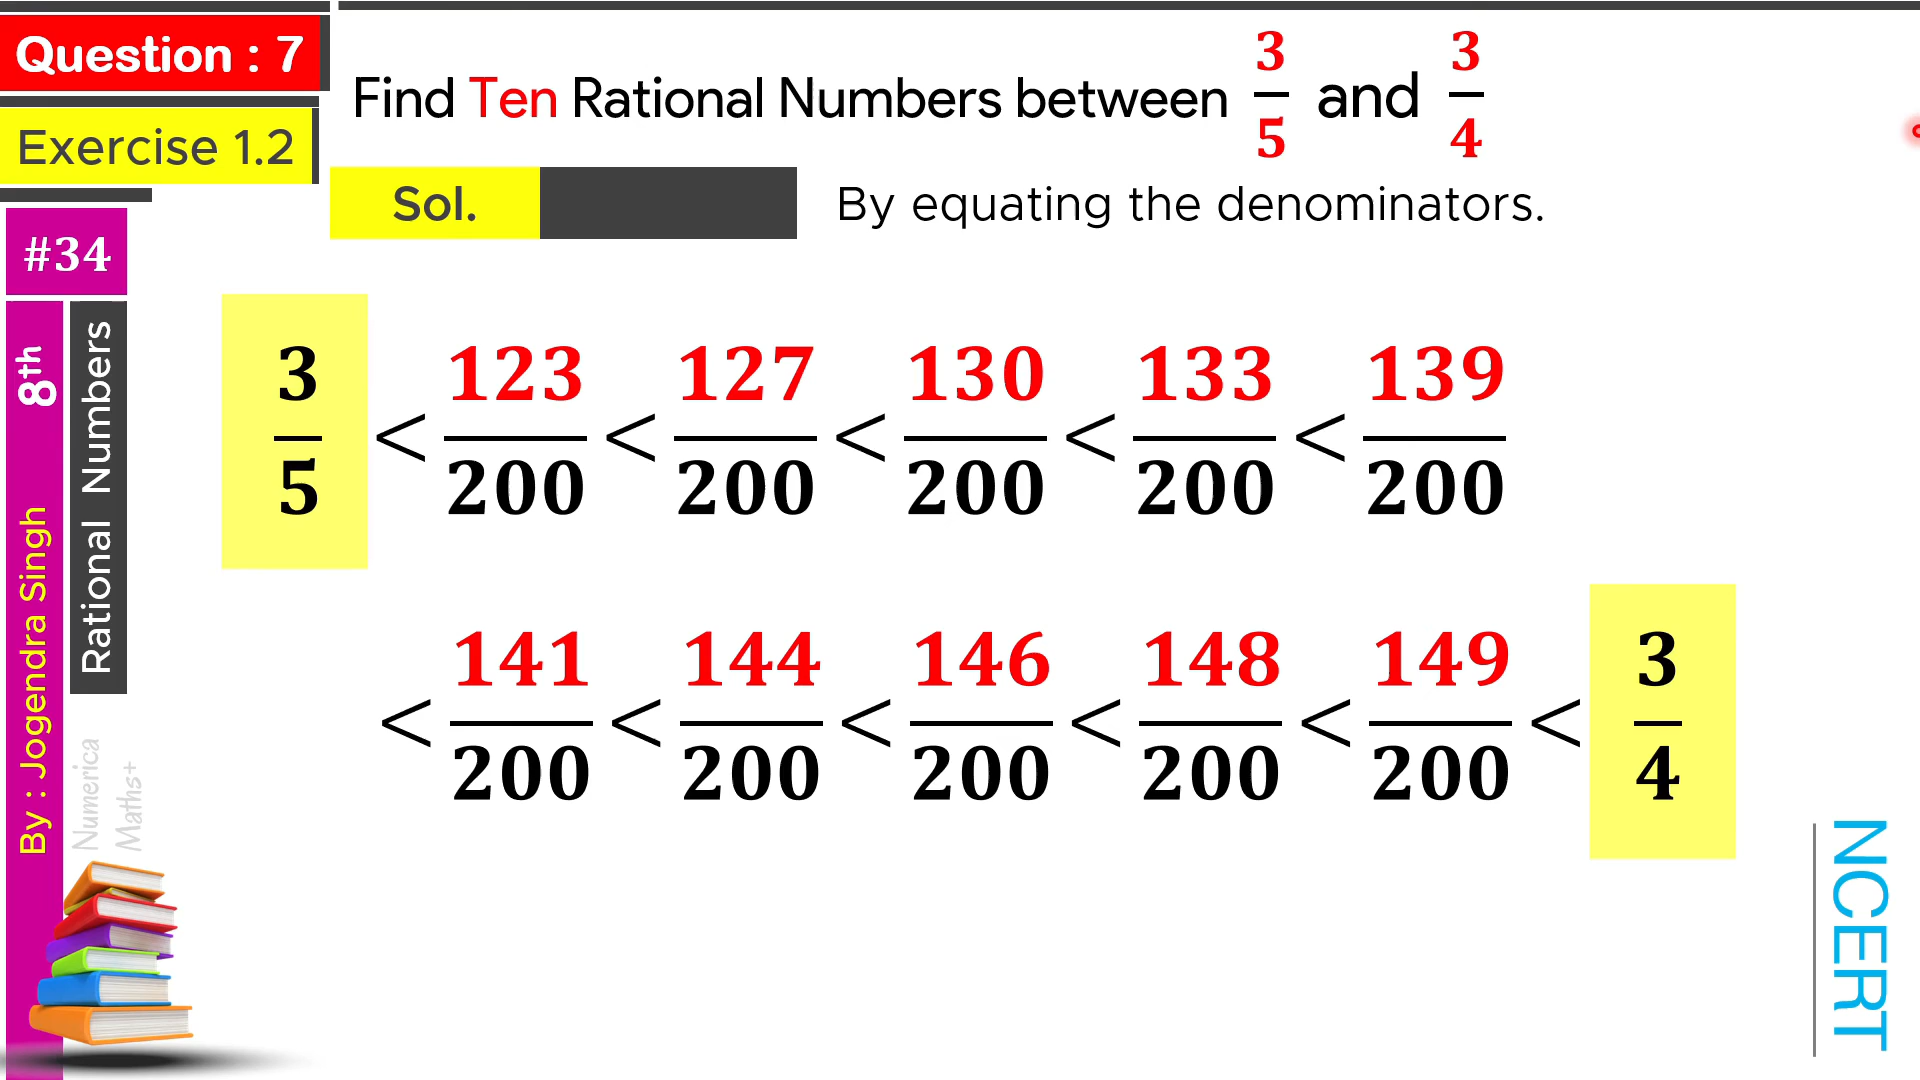 Question : 7
Exercise 1.2
Find Ten Rational Numbers between 3/5 and 3/4
Sol.
By equating the denominators.
#34
8th
Rational Numbers
By : Jogendra Singh
Numerica
Maths+
3/5 < 123/200 < 127/200 < 130/200 < 133/200 < 139/200
< 141/200 < 144/200 < 146/200 < 148/200 < 149/200 < 3/4
NCERT